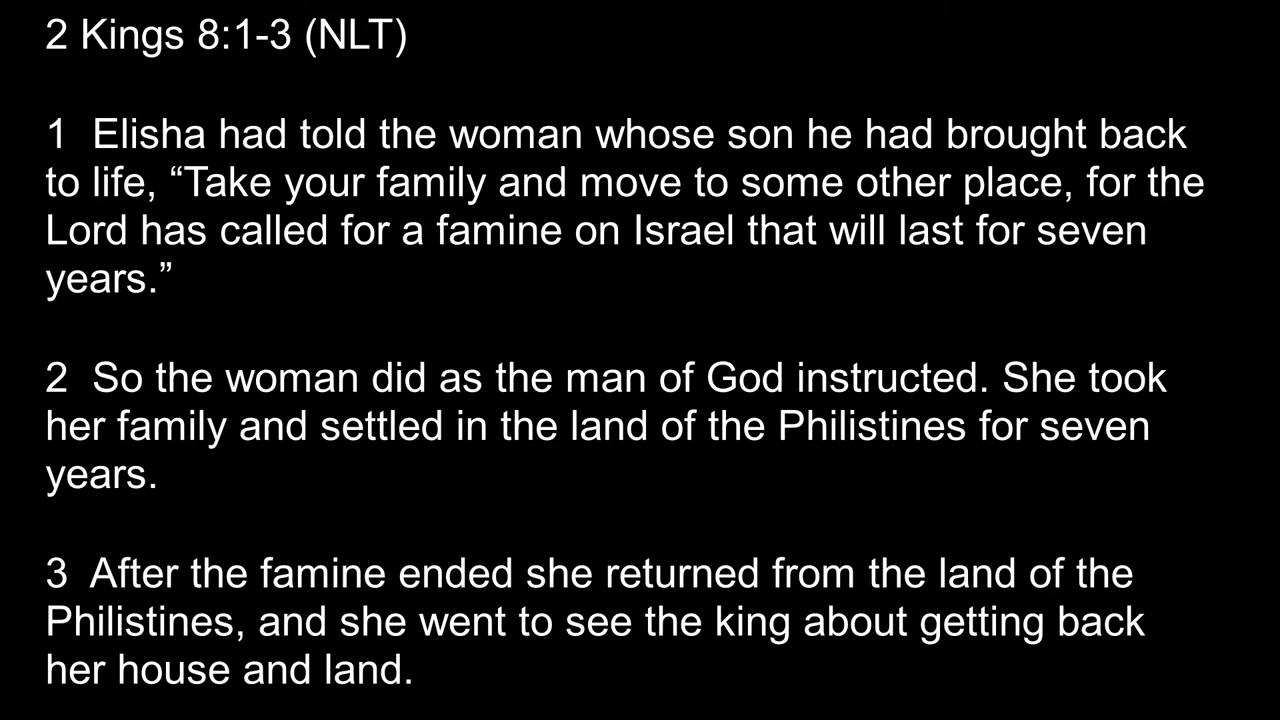 2 Kings 8:1-3 (NLT)
1  Elisha had told the woman whose son he had brought back
to life, “Take your family and move to some other place, for the
Lord has called for a famine on Israel that will last for seven
years.”
2  So the woman did as the man of God instructed. She took
her family and settled in the land of the Philistines for seven
years.
3  After the famine ended she returned from the land of the
Philistines, and she went to see the king about getting back
her house and land.